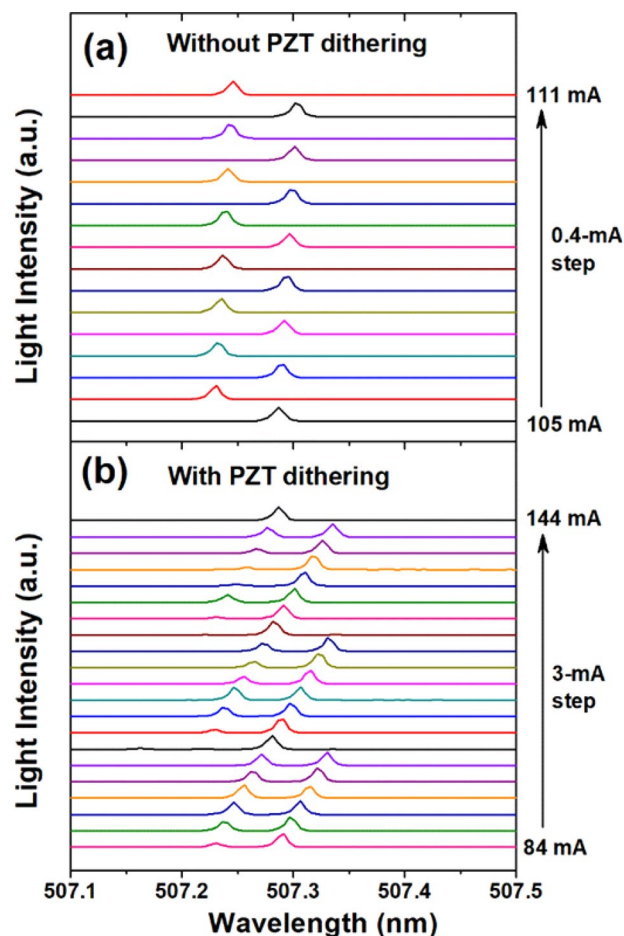 (a) Without PZT dithering
111 mA
0.4-mA
step
105 mA
Light Intensity (a.u.)
(b) With PZT dithering
144 mA
3-mA
step
84 mA
Light Intensity (a.u.)
507.1 507.2 507.3 507.4 507.5
Wavelength (nm)